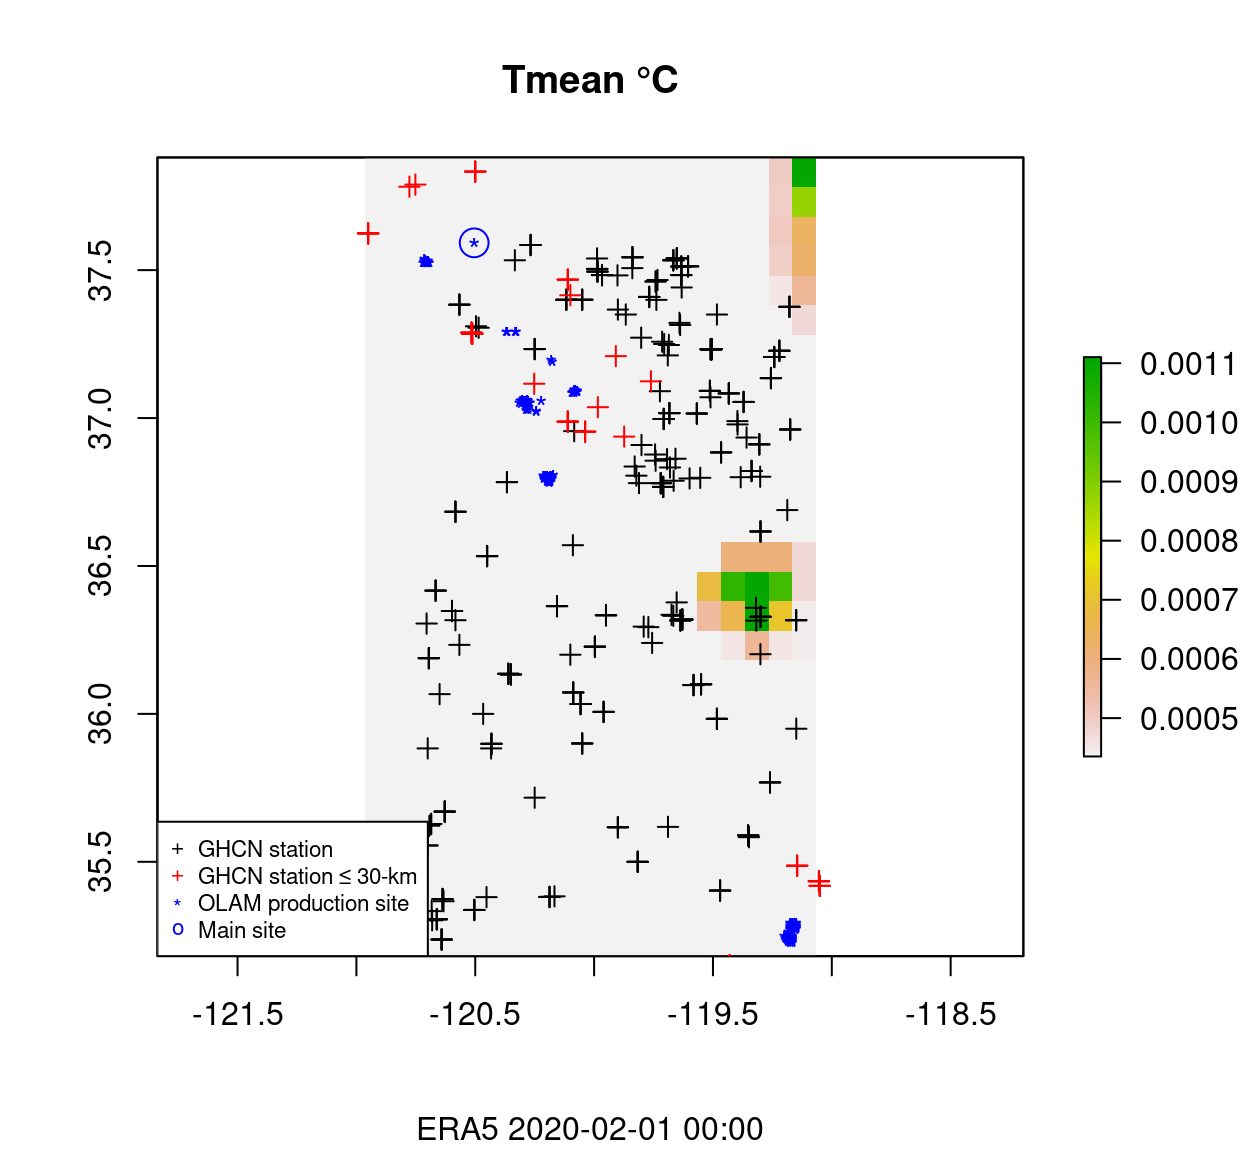 Tmean °C
37.5
37.0
36.5
36.0
35.5
0.0011
0.0010
0.0009
0.0008
0.0007
0.0006
0.0005
+ GHCN station
+ GHCN station ≤ 30-km
* OLAM production site
o Main site
-121.5 -120.5 -119.5 -118.5
ERA5 2020-02-01 00:00